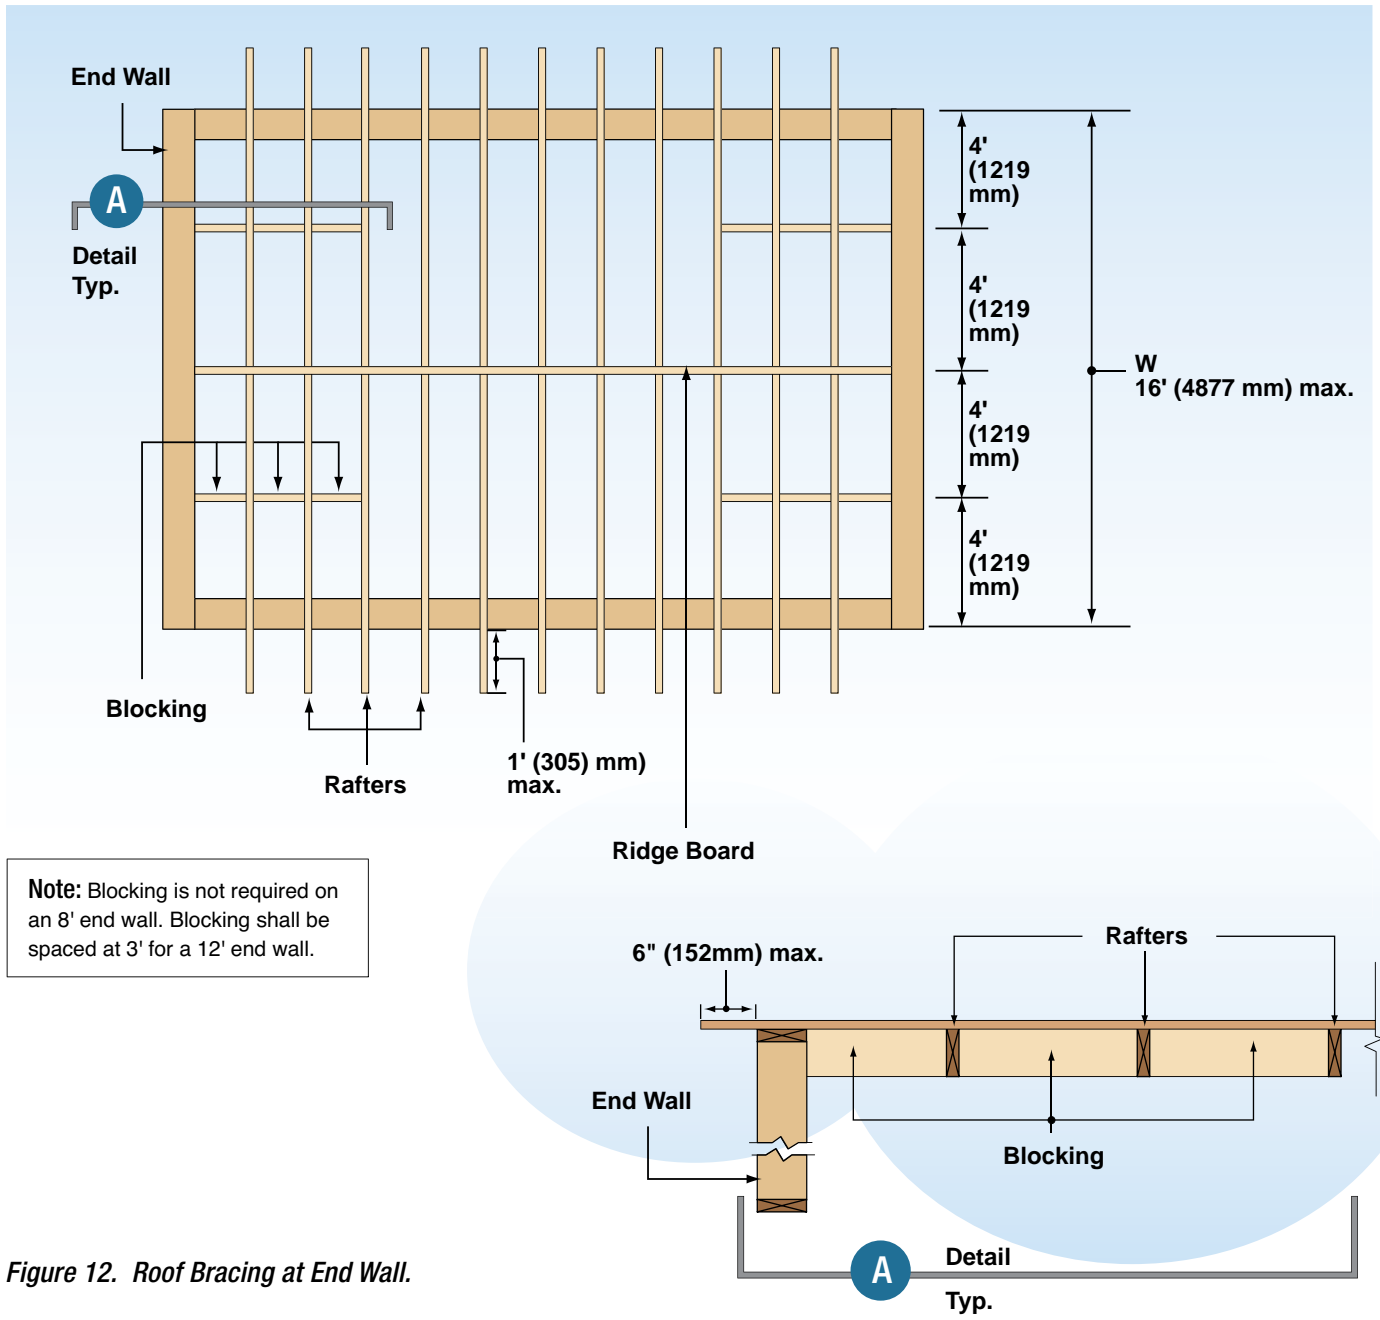 End Wall
A
Detail
Typ.
4'
(1219
mm)
4'
(1219
mm)
W
16' (4877 mm) max.
4'
(1219
mm)
4'
(1219
mm)
Blocking
Rafters
1' (305) mm)
max.
Ridge Board
Note: Blocking is not required on
an 8' end wall. Blocking shall be
spaced at 3' for a 12' end wall.
6" (152mm) max.
Rafters
End Wall
Blocking
A
Detail
Typ.
Figure 12. Roof Bracing at End Wall.